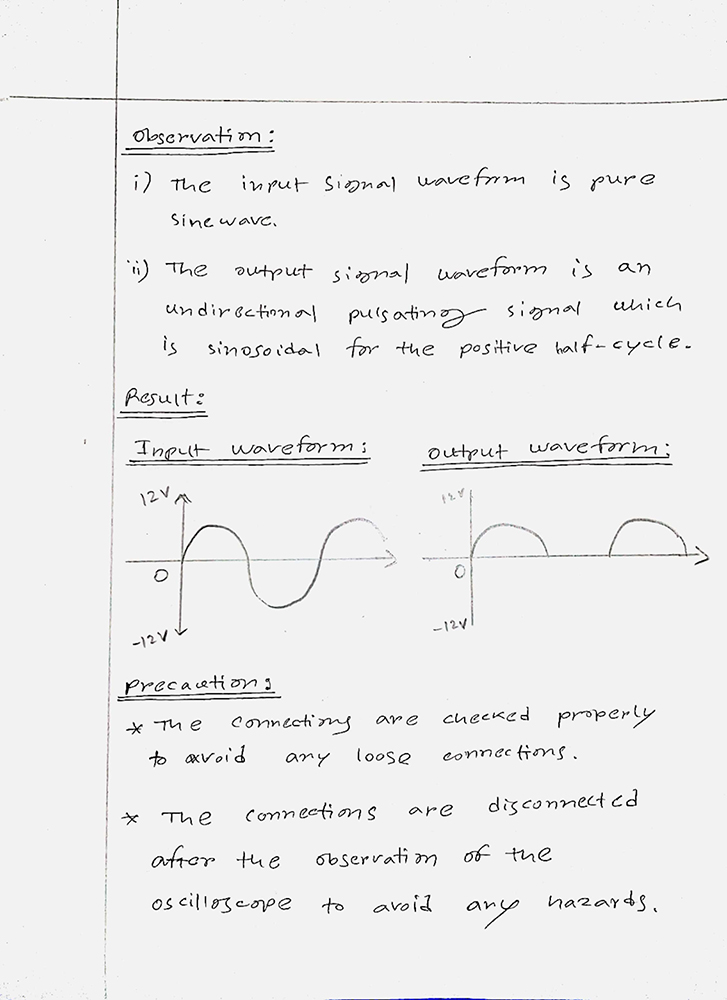 Observation:
i) The input signal waveform is pure
sine wave.
ii) The output signal waveform is an
undirectional pulsating signal which
is sinosoidal for the positive half-cycle.
Result:
Input waveform:
Output waveform:
12V
0
-12V
12V
0
-12V
Precaution:
* The connections are checked properly
to avoid any loose connections.
* The connections are disconnected
after the observation of the
oscilloscope to avoid any hazards.